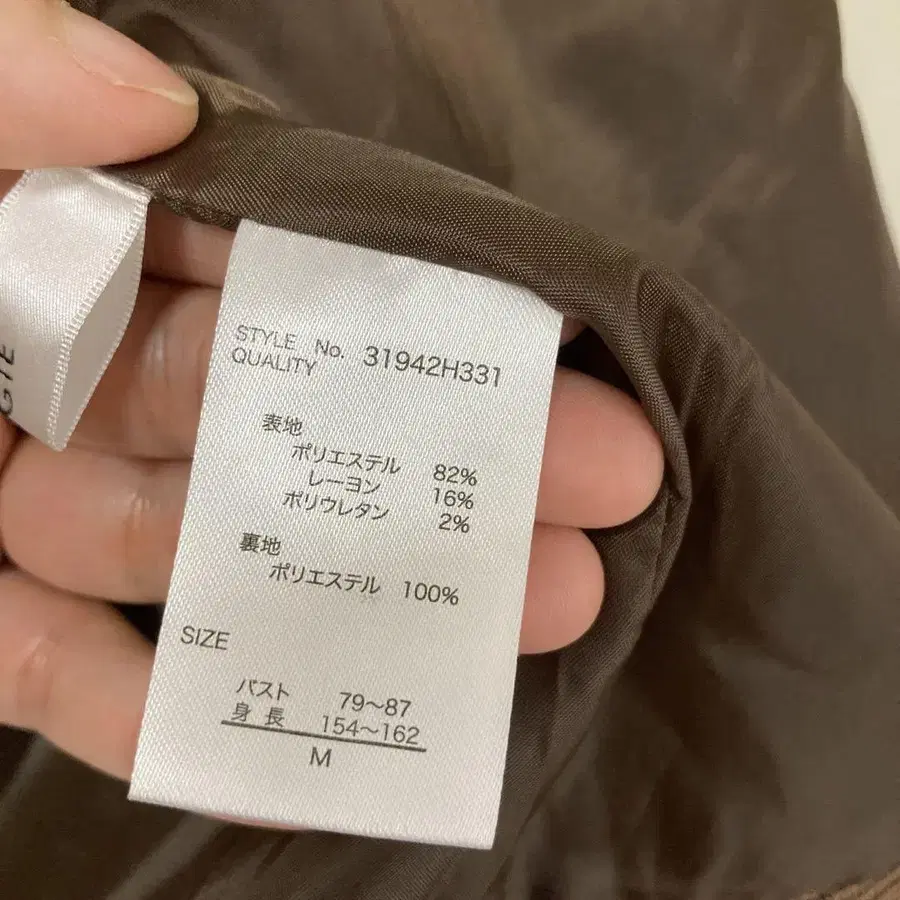 STYLE No. 31942H331
QUALITY
表地
ポリエステル 82%
レーヨン 16%
ポリウレタン 2%
裏地
ポリエステル 100%
SIZE
バスト 79～87
身長 154～162
M